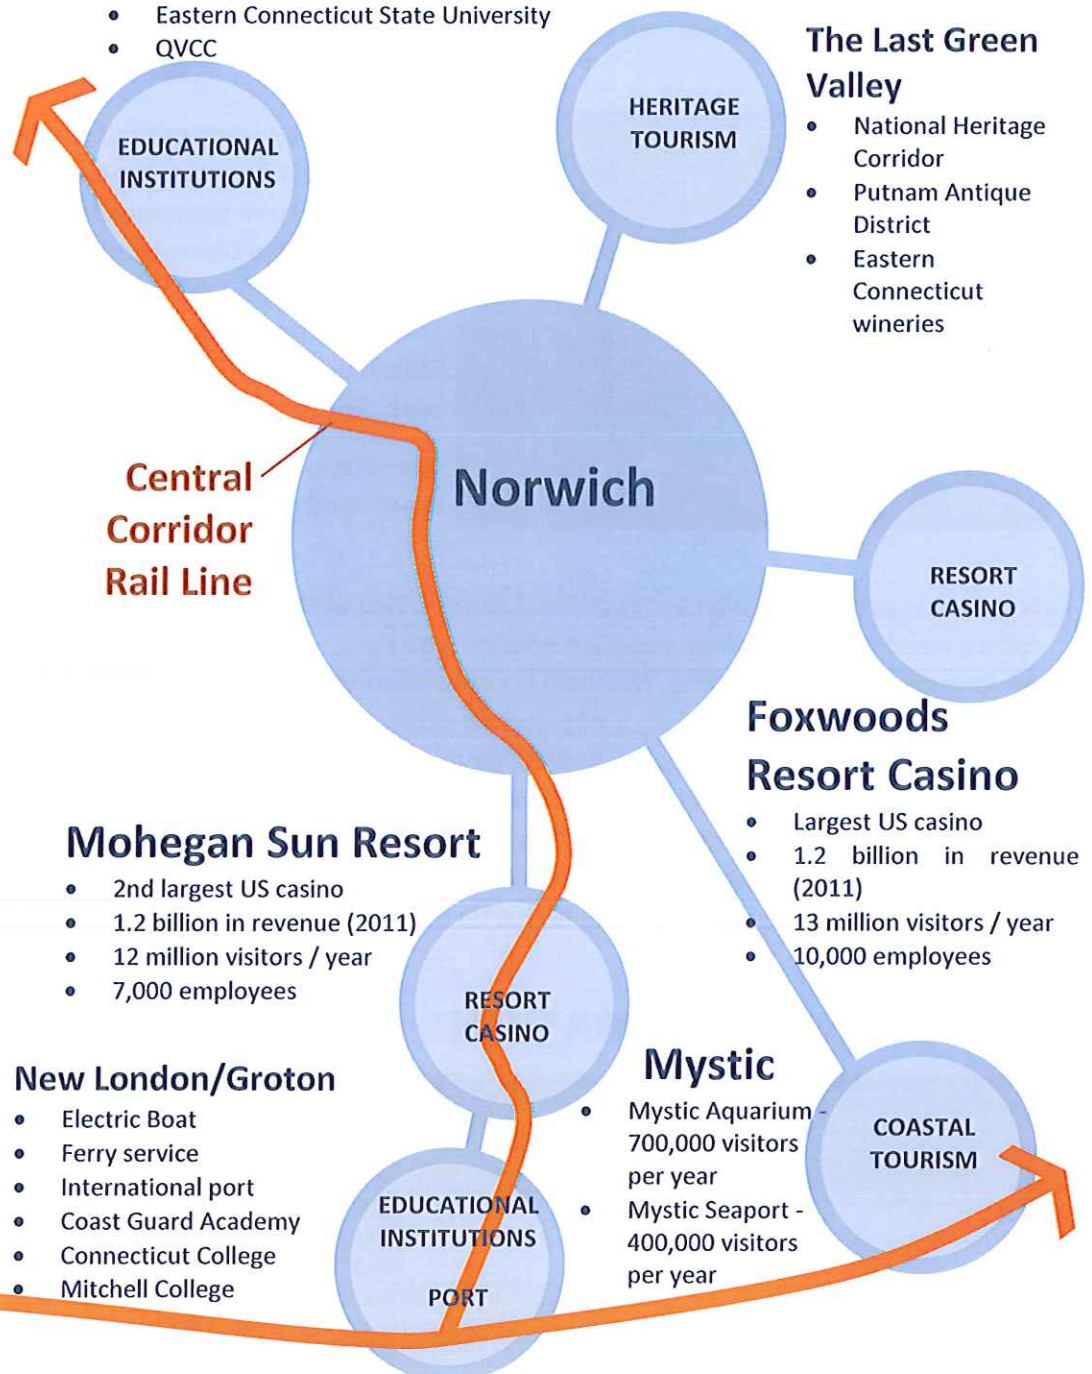 • Eastern Connecticut State University
• QVCC
EDUCATIONAL
INSTITUTIONS
HERITAGE
TOURISM
The Last Green
Valley
• National Heritage
Corridor
• Putnam Antique
District
• Eastern
Connecticut
wineries
Central
Corridor
Rail Line
Norwich
RESORT
CASINO
Foxwoods
Resort Casino
• Largest US casino
• 1.2 billion in revenue
(2011)
• 13 million visitors / year
• 10,000 employees
Mohegan Sun Resort
• 2nd largest US casino
• 1.2 billion in revenue (2011)
• 12 million visitors / year
• 7,000 employees
RESORT
CASINO
New London/Groton
• Electric Boat
• Ferry service
• International port
• Coast Guard Academy
• Connecticut College
• Mitchell College
EDUCATIONAL
INSTITUTIONS
PORT
Mystic
• Mystic Aquarium -
700,000 visitors
per year
• Mystic Seaport -
400,000 visitors
per year
COASTAL
TOURISM